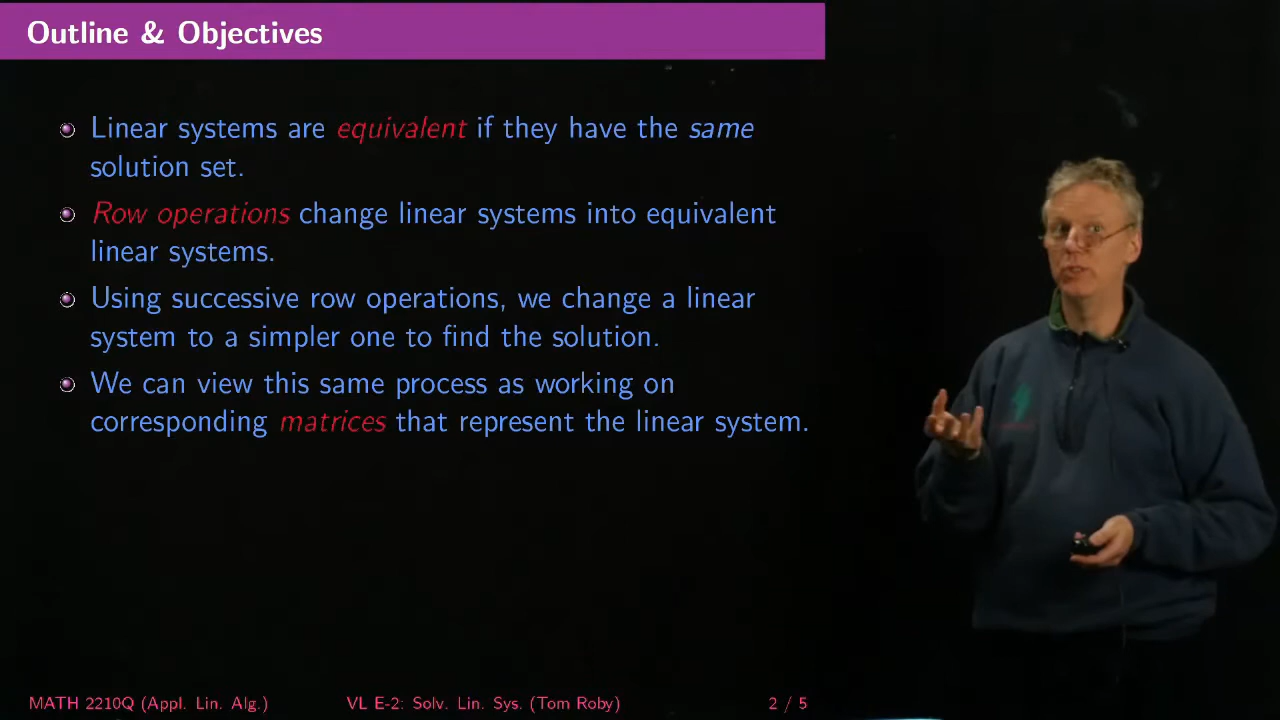 Outline & Objectives
Linear systems are equivalent if they have the same
solution set.
Row operations change linear systems into equivalent
linear systems.
Using successive row operations, we change a linear
system to a simpler one to find the solution.
We can view this same process as working on
corresponding matrices that represent the linear system.
MATH 2210Q (Appl. Lin. Alg.) VL E-2: Solv. Lin. Sys. (Tom Roby) 2 / 5